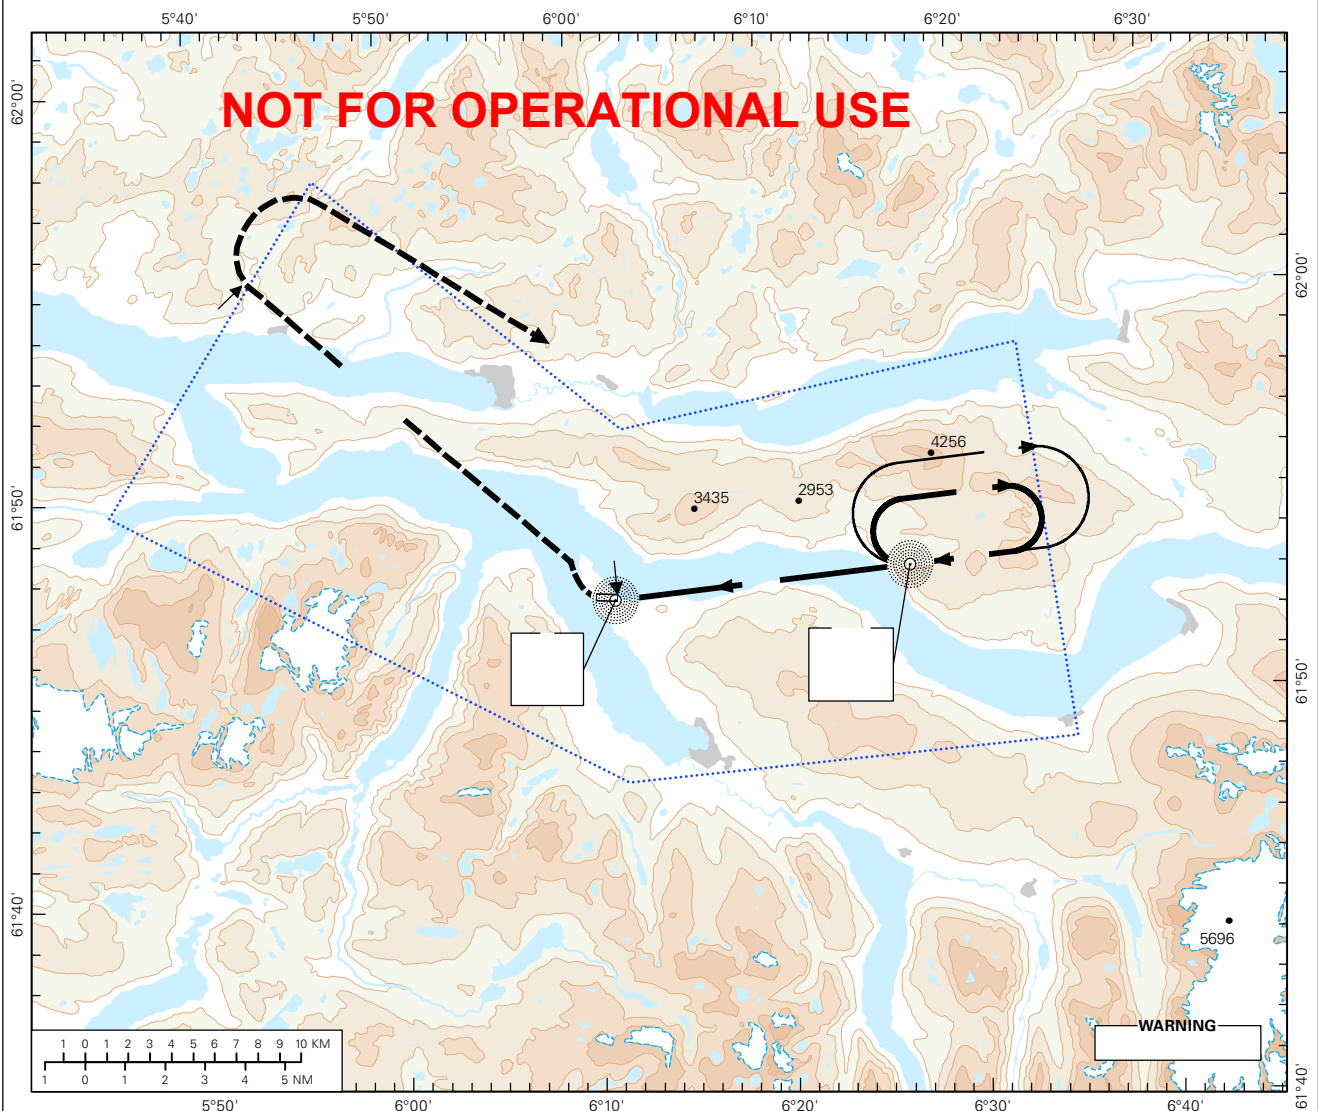 5°40' 5°50' 6°00' 6°10' 6°20' 6°30'
62°00'
NOT FOR OPERATIONAL USE
62°00'
4256
2953
3435
61°50'
61°50'
61°40'
5696
WARNING
1 0 1 2 3 4 5 6 7 8 9 10 KM
1 0 1 2 3 4 5 NM
61°40'
5°50' 6°00' 6°10' 6°20' 6°30' 6°40'